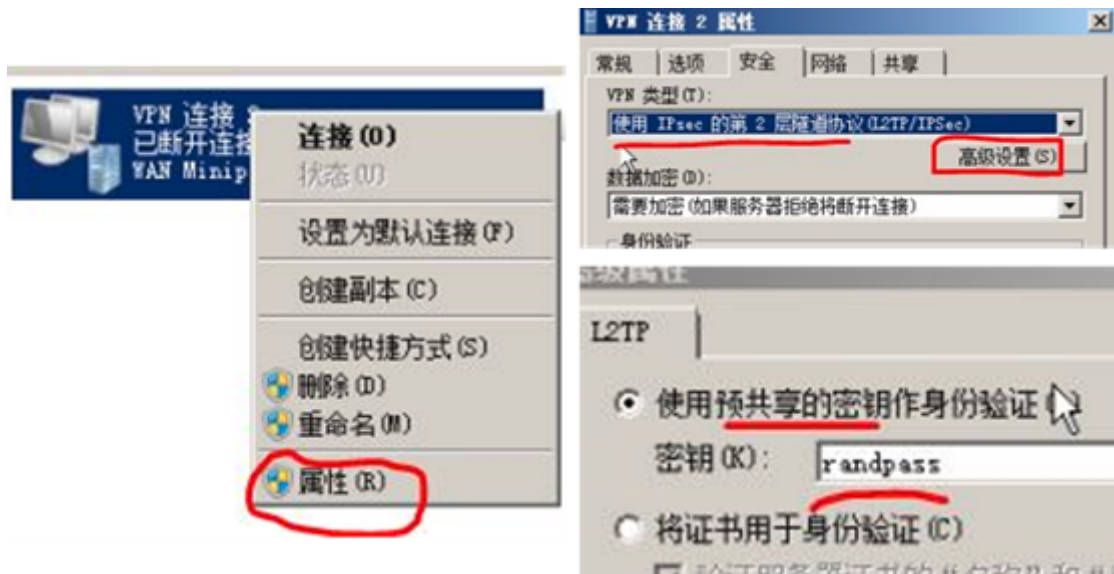 VPN 连接
已断开连接
WAN Minip
连接(O)
状态(U)
设置为默认连接(F)
创建副本(C)
创建快捷方式(S)
删除(D)
重命名(M)
属性(R)
VPN 连接 2 属性
常规 选项 安全 网络 共享
VPN 类型(T):
使用 IPsec 的第 2 层隧道协议(L2TP/IPSec)
高级设置(S)
数据加密(D):
需要加密(如果服务器拒绝将断开连接)
身份验证
高级属性
L2TP
使用预共享的密钥作身份验证
密钥(K):
randpass
将证书用于身份验证(C)